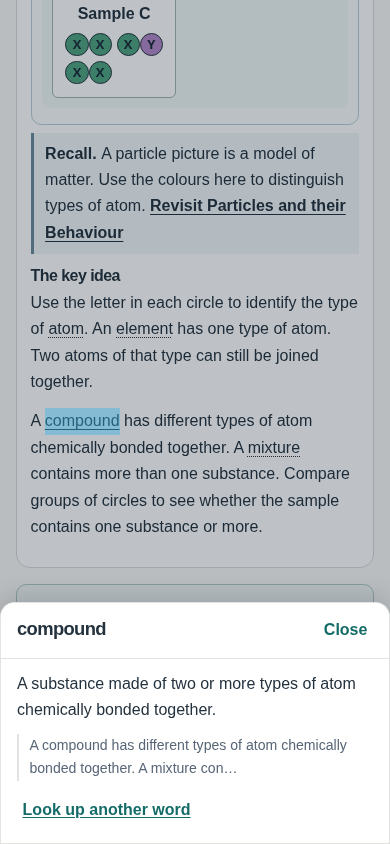 Sample C
X X X Y
X X
Recall. A particle picture is a model of
matter. Use the colours here to distinguish
types of atom. Revisit Particles and their
Behaviour
The key idea
Use the letter in each circle to identify the type
of atom. An element has one type of atom.
Two atoms of that type can still be joined
together.
A compound has different types of atom
chemically bonded together. A mixture
contains more than one substance. Compare
groups of circles to see whether the sample
contains one substance or more.
compound
Close
A substance made of two or more types of atom
chemically bonded together.
A compound has different types of atom chemically
bonded together. A mixture con…
Look up another word